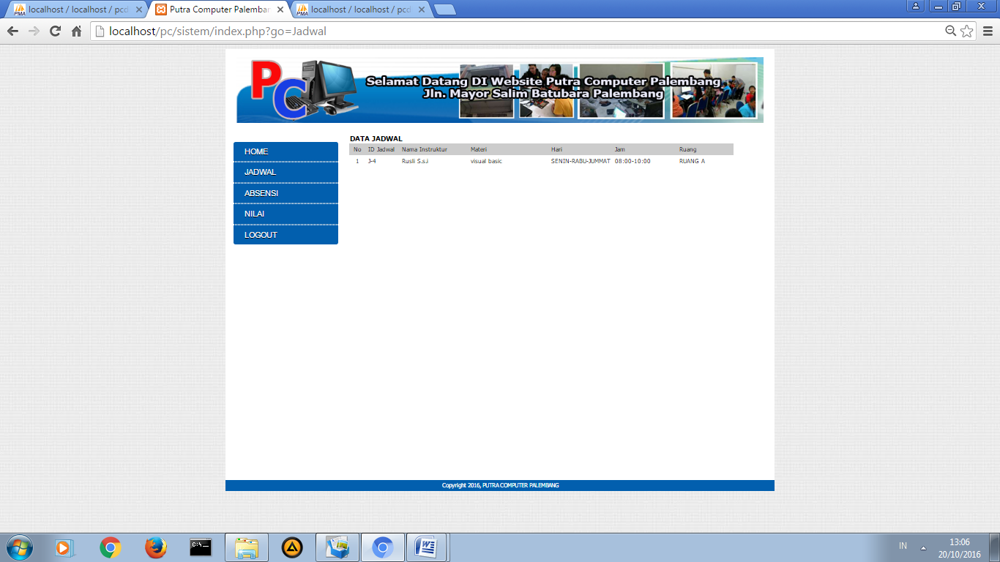 localhost / localhost / pcd
Putra Computer Palemban
localhost / localhost / pcd
localhost/pc/sistem/index.php?go=Jadwal
PC
Selamat Datang DI Website Putra Computer Palembang
Jln. Mayor Salim Batubara Palembang
HOME
JADWAL
ABSENSI
NILAI
LOGOUT
DATA JADWAL
No ID Jadwal Nama Instruktur Materi Hari Jam Ruang
1 J-4 Rusli S.s.i visual basic SENIN-RABU-JUMMAT 08:00-10:00 RUANG A
Copyright 2016, PUTRA COMPUTER PALEMBANG
IN
13:06
20/10/2016